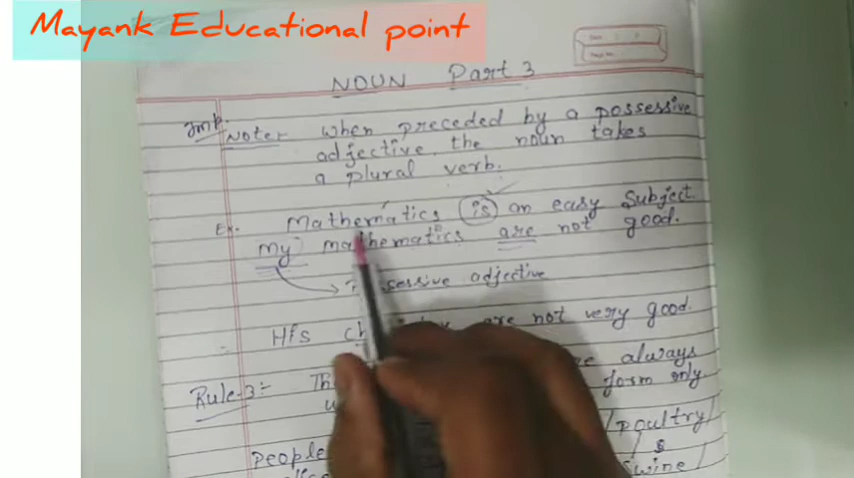 Mayank Educational point
NOUN Part 3
Imp.
Note:- When preceded by a possessive
adjective, the noun takes
a plural verb.
Ex. Mathematics is an easy subject.
My mathematics are not good.
Possessive adjective
His are not very good.
Rule-3:- always
form only
poultry/
People
swine/